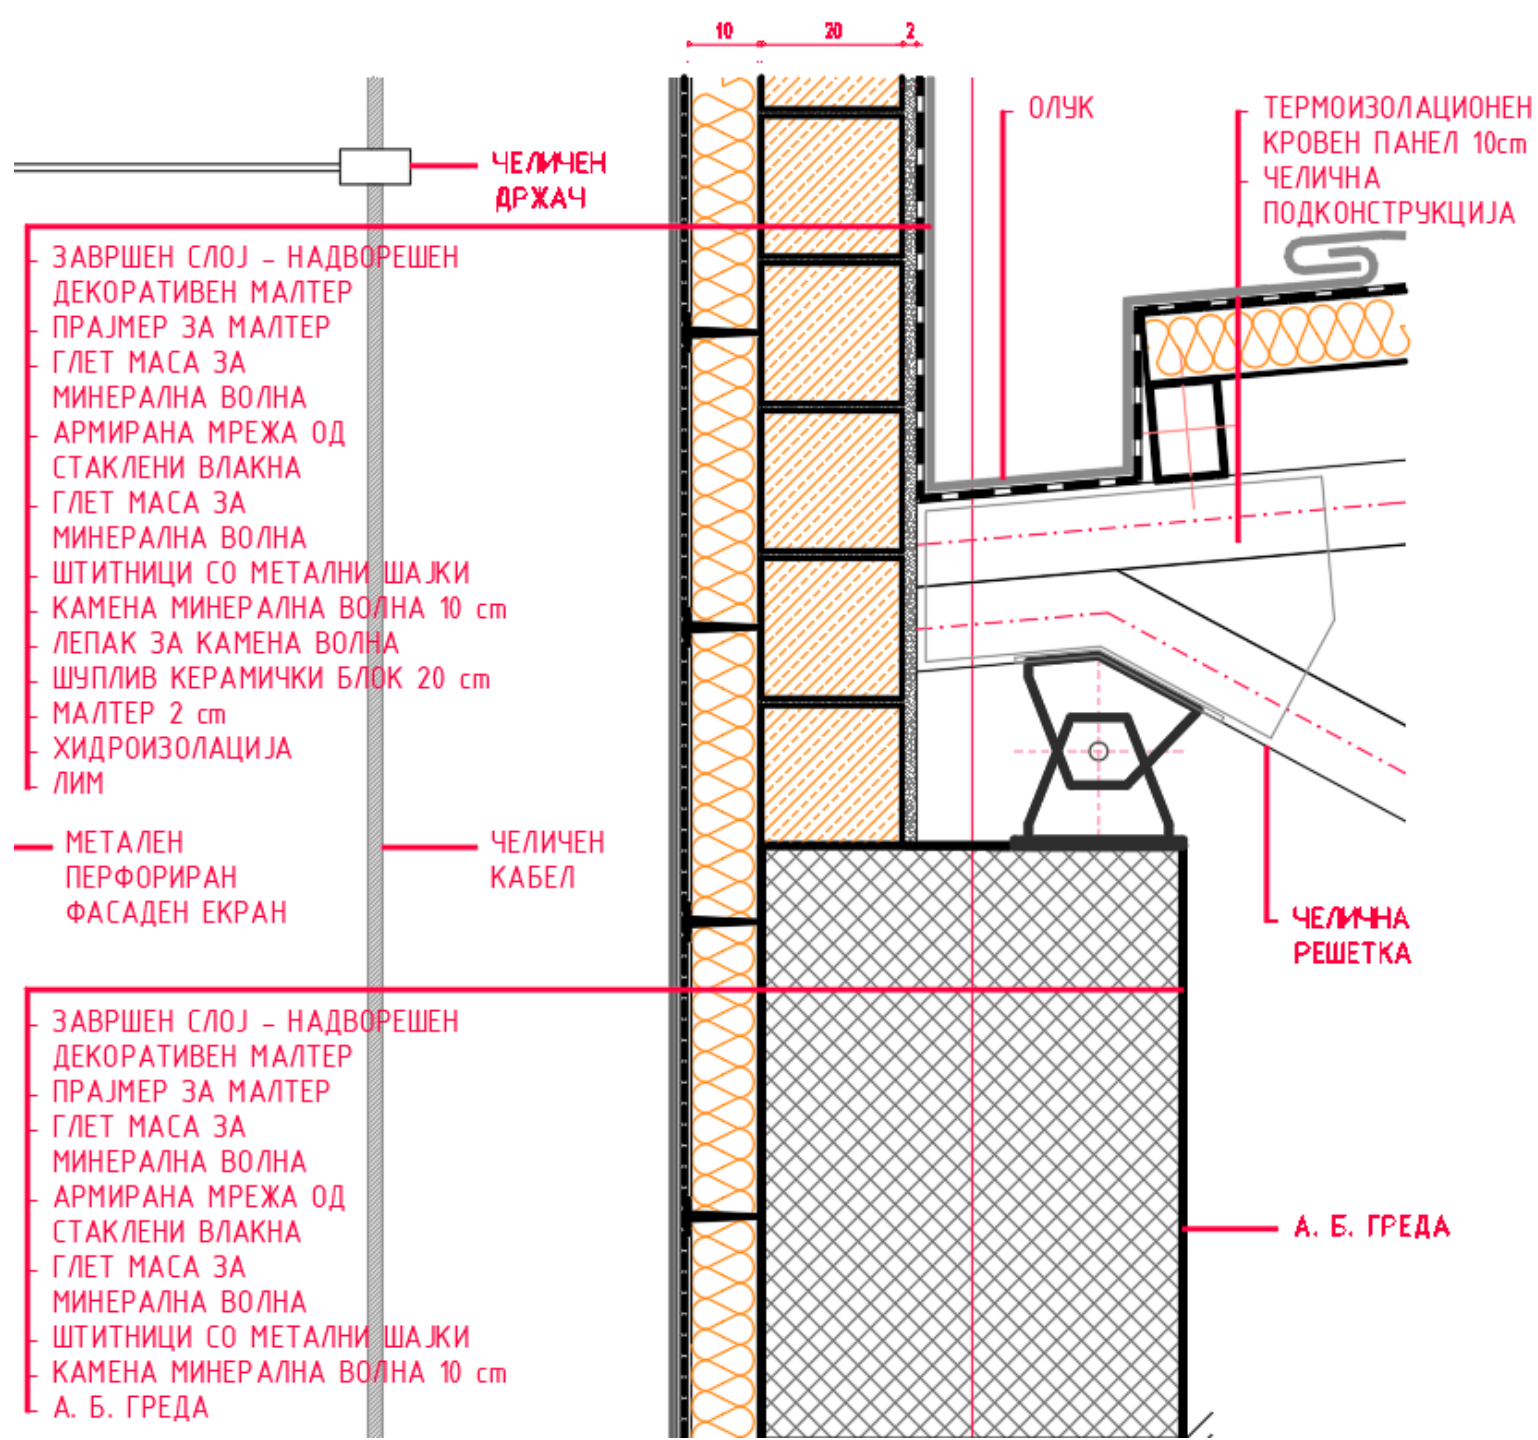 10 20 2
ОЛУК
ТЕРМОИЗОЛАЦИОНЕН
КРОВЕН ПАНЕЛ 10cm
ЧЕЛИЧНА
ПОДКОНСТРУКЦИЈА
ЧЕЛИЧЕН
ДРЖАЧ
ЗАВРШЕН СЛОЈ - НАДВОРЕШЕН
ДЕКОРАТИВЕН МАЛТЕР
ПРАЈМЕР ЗА МАЛТЕР
ГЛЕТ МАСА ЗА
МИНЕРАЛНА ВОЛНА
АРМИРАНА МРЕЖА ОД
СТАКЛЕНИ ВЛАКНА
ГЛЕТ МАСА ЗА
МИНЕРАЛНА ВОЛНА
ШТИТНИЦИ СО МЕТАЛНИ ШАЈКИ
КАМЕНА МИНЕРАЛНА ВОЛНА 10 cm
ЛЕПАК ЗА КАМЕНА ВОЛНА
ШУПЛИВ КЕРАМИЧКИ БЛОК 20 cm
МАЛТЕР 2 cm
ХИДРОИЗОЛАЦИЈА
ЛИМ
МЕТАЛЕН
ПЕРФОРИРАН
ФАСАДЕН ЕКРАН
ЧЕЛИЧЕН
КАБЕЛ
ЧЕЛИЧНА
РЕШЕТКА
ЗАВРШЕН СЛОЈ - НАДВОРЕШЕН
ДЕКОРАТИВЕН МАЛТЕР
ПРАЈМЕР ЗА МАЛТЕР
ГЛЕТ МАСА ЗА
МИНЕРАЛНА ВОЛНА
АРМИРАНА МРЕЖА ОД
СТАКЛЕНИ ВЛАКНА
ГЛЕТ МАСА ЗА
МИНЕРАЛНА ВОЛНА
ШТИТНИЦИ СО МЕТАЛНИ ШАЈКИ
КАМЕНА МИНЕРАЛНА ВОЛНА 10 cm
А. Б. ГРЕДА
А. Б. ГРЕДА